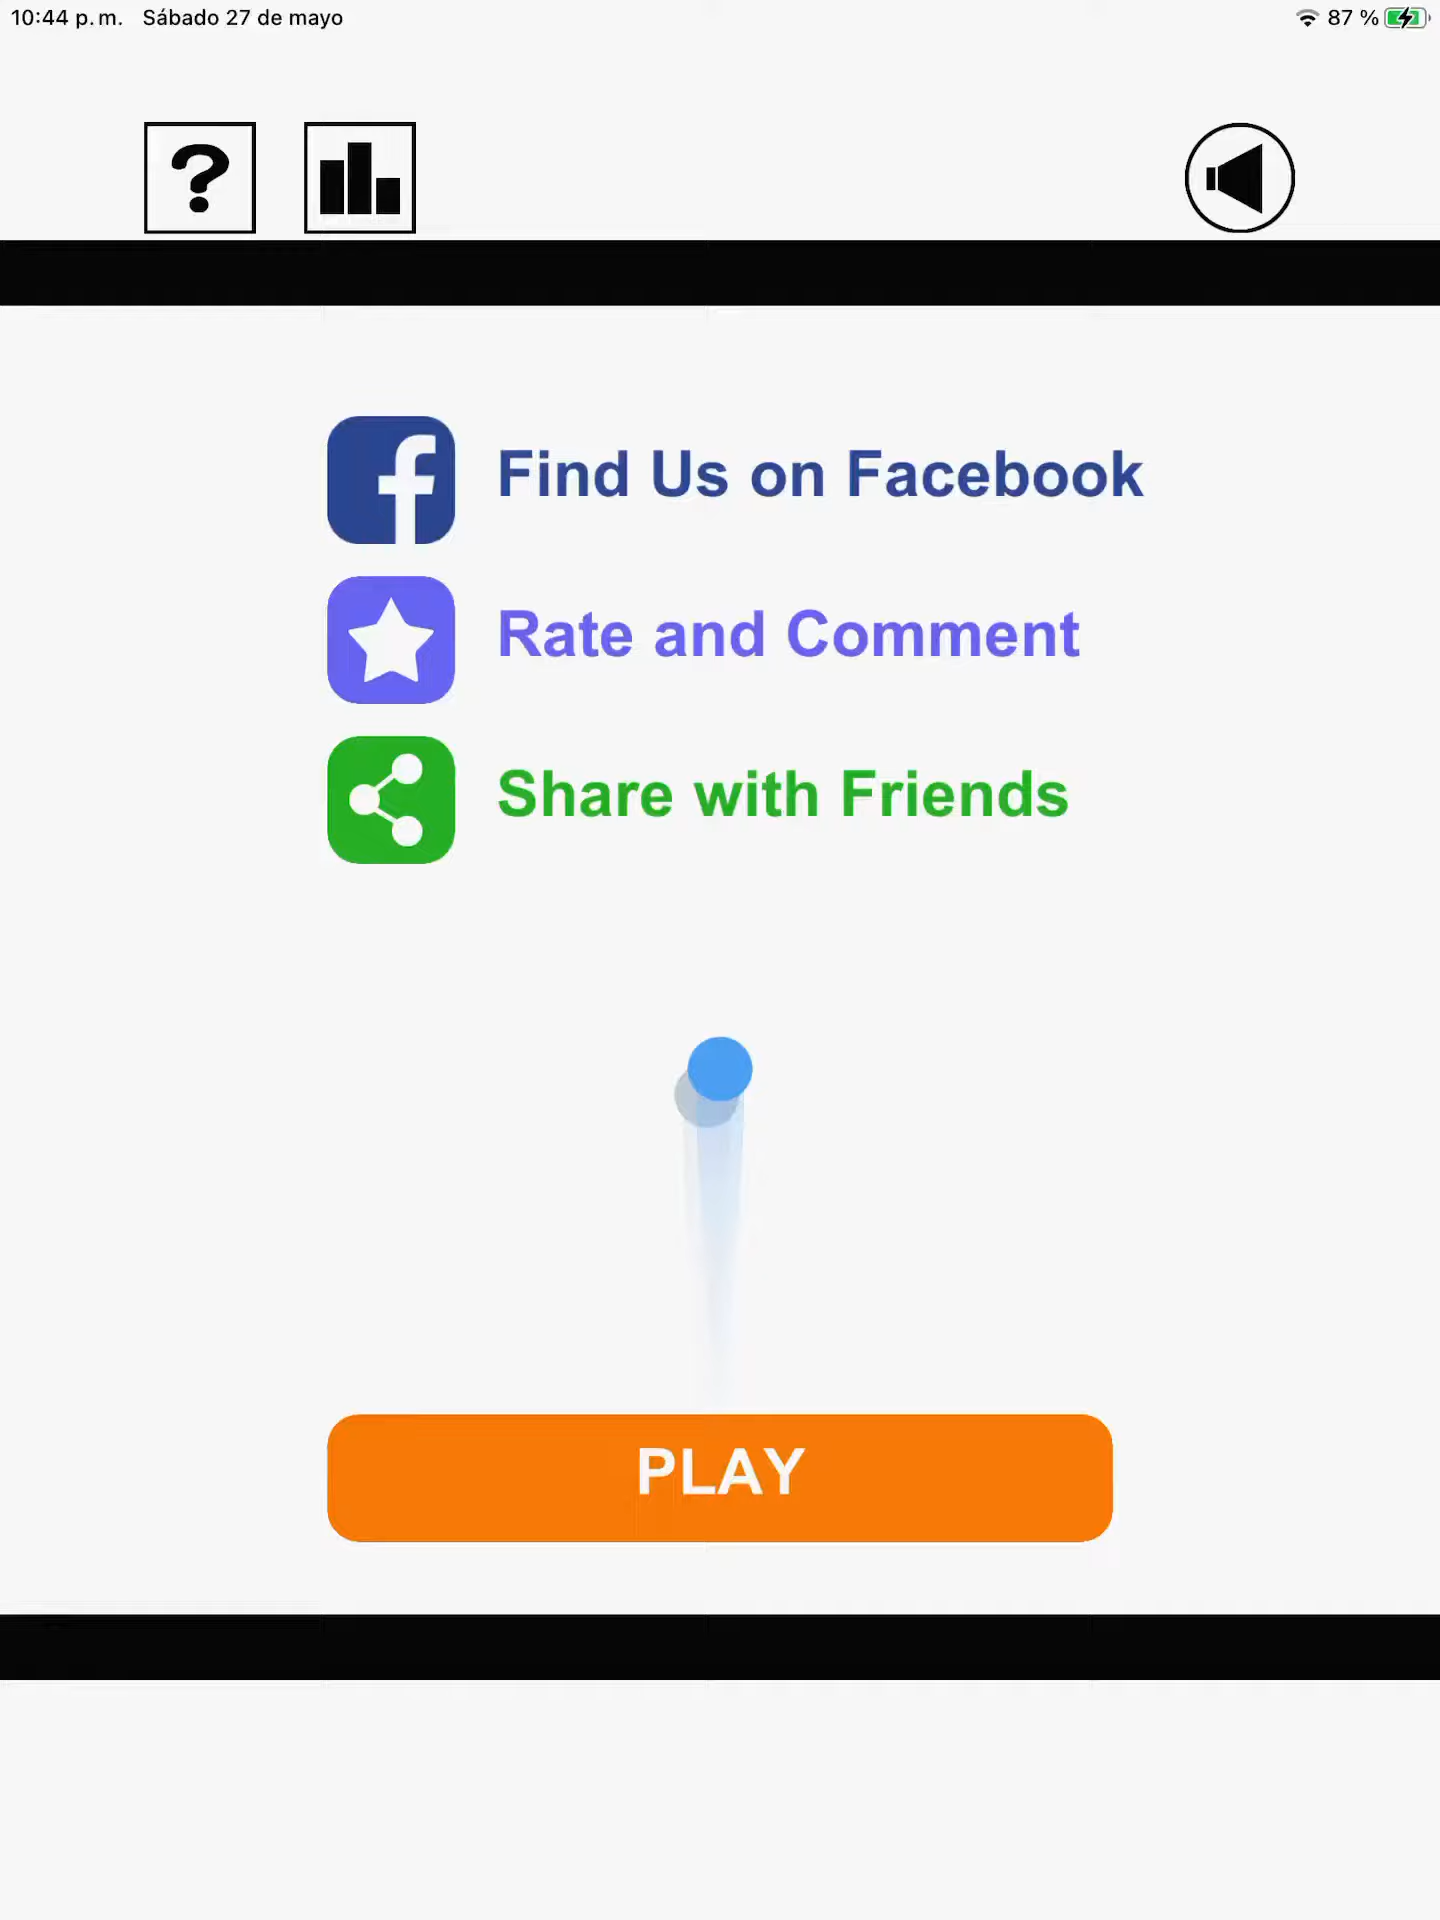 10:44 p. m. Sábado 27 de mayo 87 %
?
Find Us on Facebook
Rate and Comment
Share with Friends
PLAY